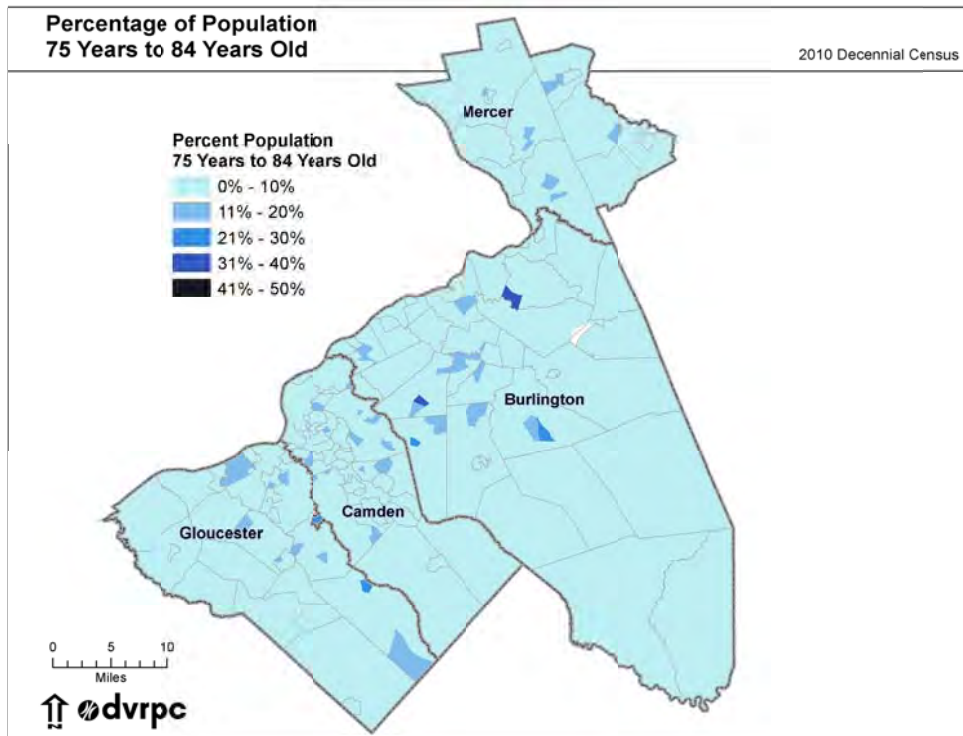 Percentage of Population
75 Years to 84 Years Old
2010 Decennial Census
Mercer
Percent Population
75 Years to 84 Years Old
0% - 10%
11% - 20%
21% - 30%
31% - 40%
41% - 50%
Burlington
Camden
Gloucester
0 5 10
Miles
N
dvrpc